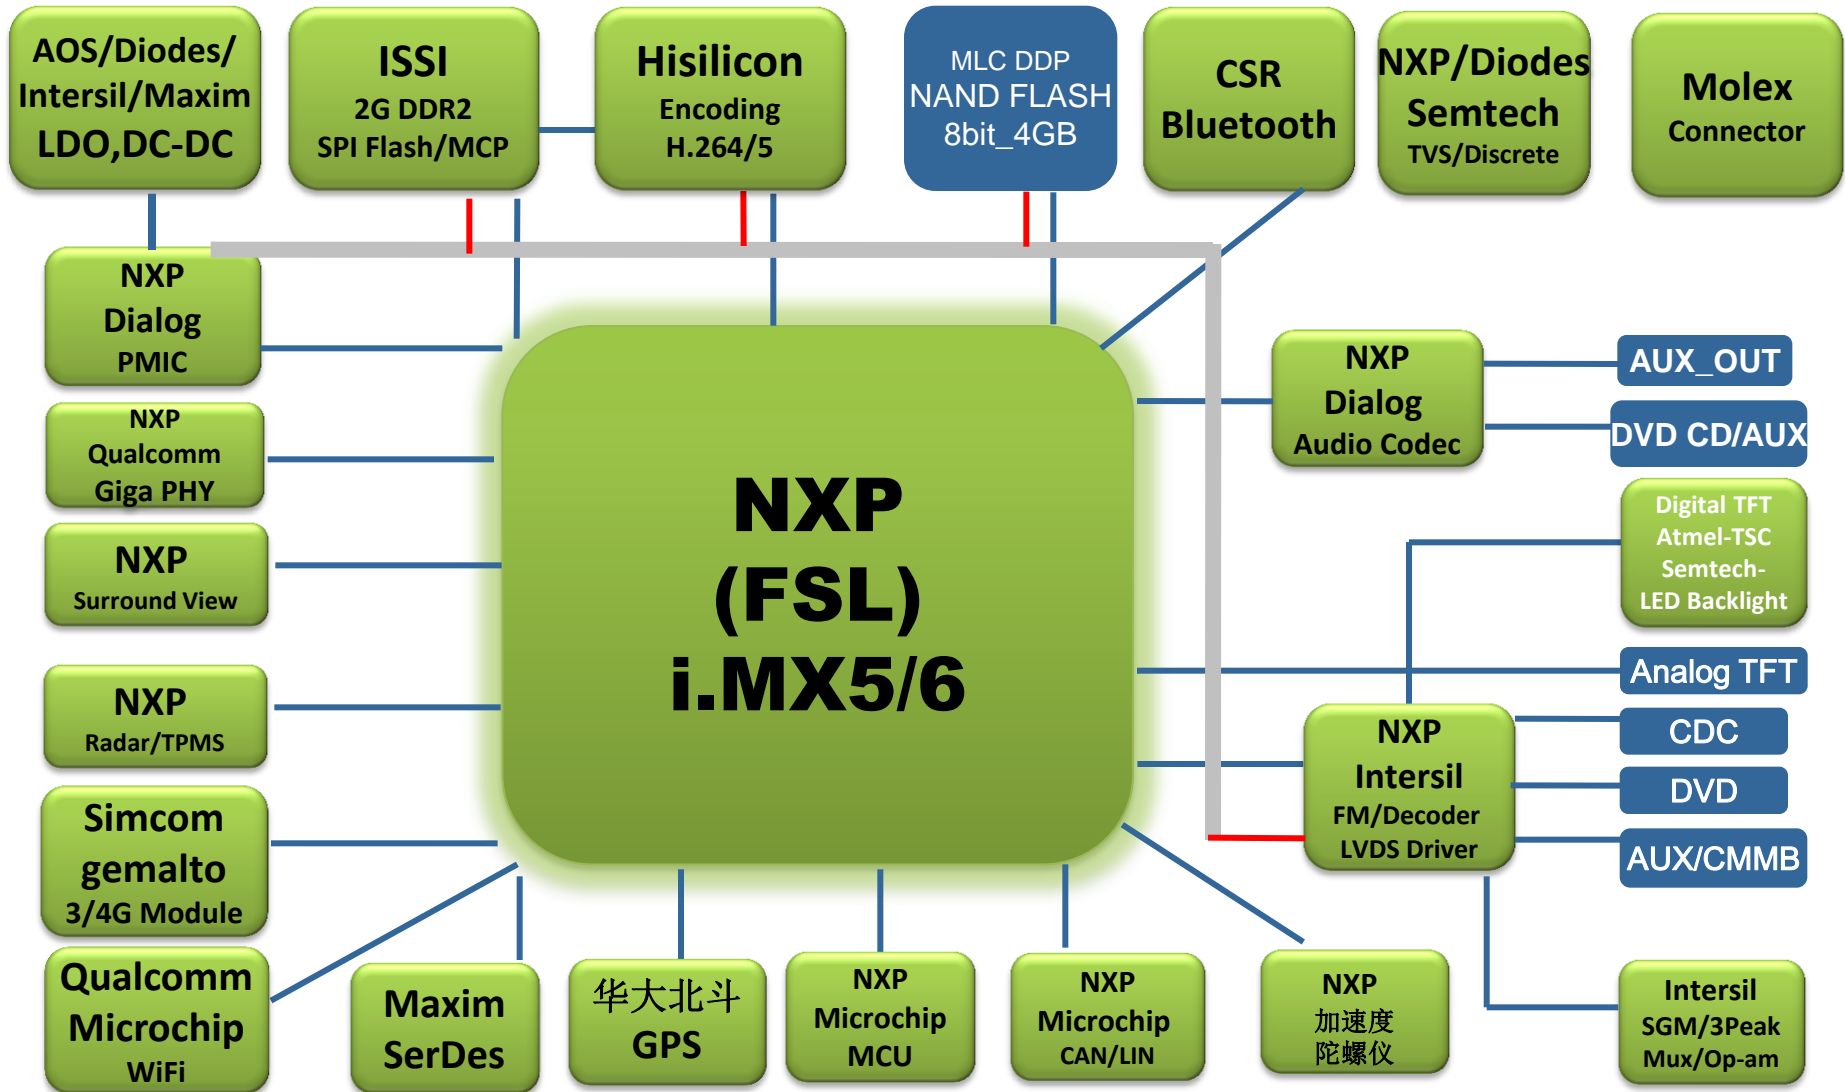 AOS/Diodes/
Intersil/Maxim
LDO,DC-DC
ISSI
2G DDR2
SPI Flash/MCP
Hisilicon
Encoding
H.264/5
MLC DDP
NAND FLASH
8bit_4GB
CSR
Bluetooth
NXP/Diodes
Semtech
TVS/Discrete
Molex
Connector
NXP
Dialog
PMIC
NXP
Qualcomm
Giga PHY
NXP
Surround View
NXP
Radar/TPMS
Simcom
gemalto
3/4G Module
Qualcomm
Microchip
WiFi
NXP
(FSL)
i.MX5/6
NXP
Dialog
Audio Codec
AUX_OUT
DVD CD/AUX
Digital TFT
Atmel-TSC
Semtech-
LED Backlight
Analog TFT
NXP
Intersil
FM/Decoder
LVDS Driver
CDC
DVD
AUX/CMMB
Maxim
SerDes
华大北斗
GPS
NXP
Microchip
MCU
NXP
Microchip
CAN/LIN
NXP
加速度
陀螺仪
Intersil
SGM/3Peak
Mux/Op-am